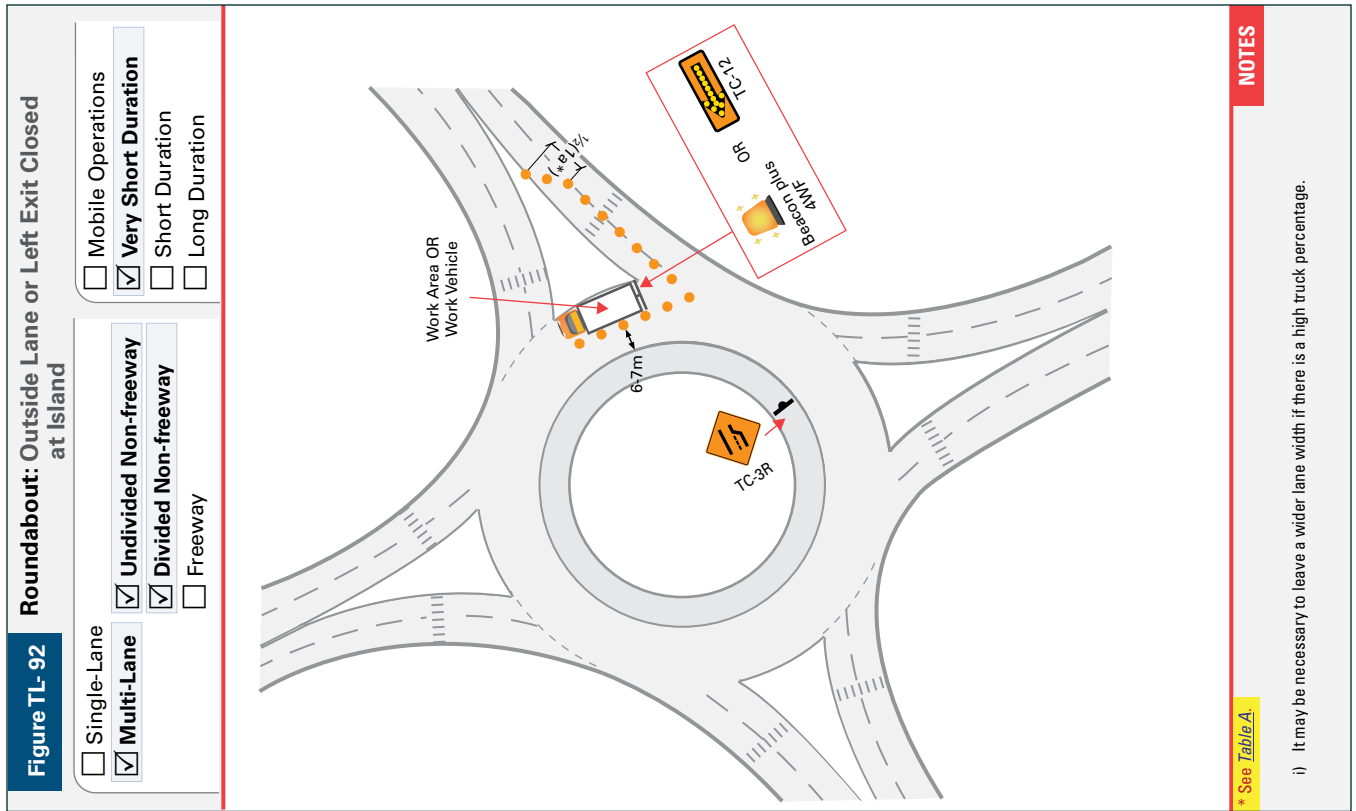 Figure TL- 92
Roundabout: Outside Lane or Left Exit Closed
at Island
Single-Lane
Multi-Lane
Undivided Non-freeway
Divided Non-freeway
Freeway
Mobile Operations
Very Short Duration
Short Duration
Long Duration
Work Area OR
Work Vehicle
½(1a*)
6-7m
TC-3R
Beacon plus
4WF
OR
TC-12
* See Table A.
NOTES
i) It may be necessary to leave a wider lane width if there is a high truck percentage.